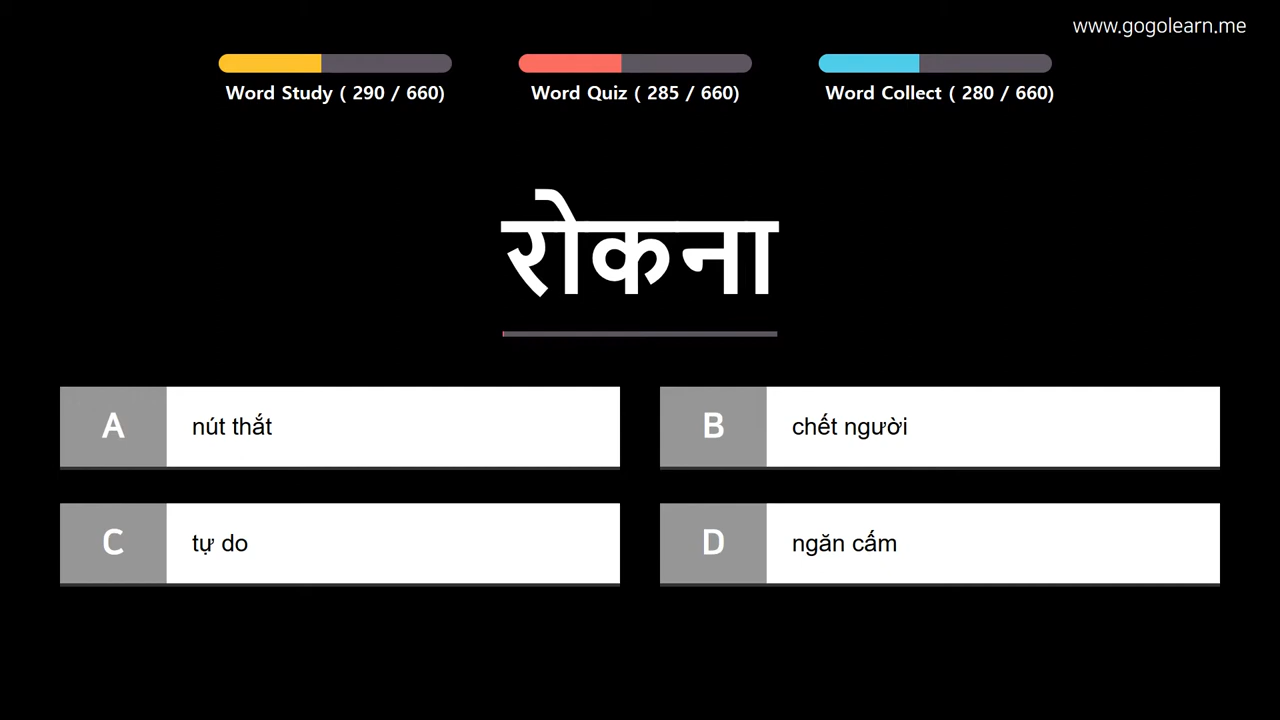 www.gogolearn.me
Word Study ( 290 / 660)
Word Quiz ( 285 / 660)
Word Collect ( 280 / 660)
रोकना
A
nút thắt
B
chết người
C
tự do
D
ngăn cấm